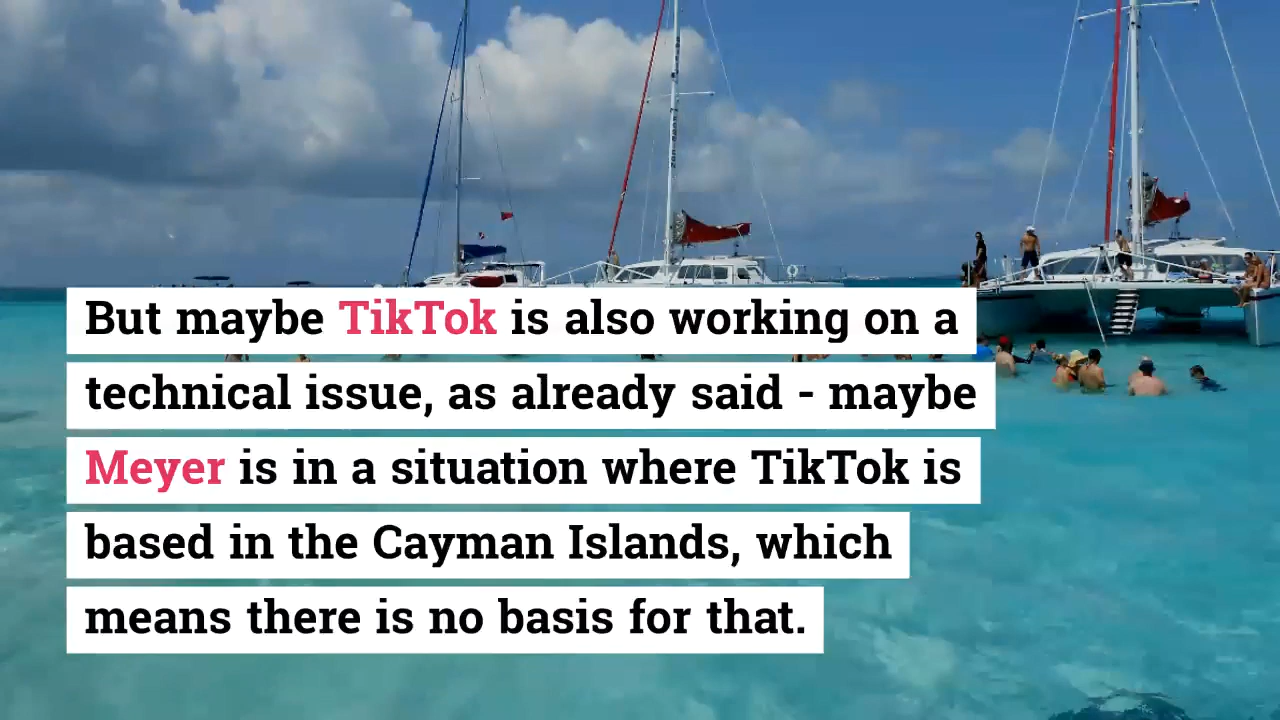 But maybe TikTok is also working on a
technical issue, as already said - maybe
Meyer is in a situation where TikTok is
based in the Cayman Islands, which
means there is no basis for that.